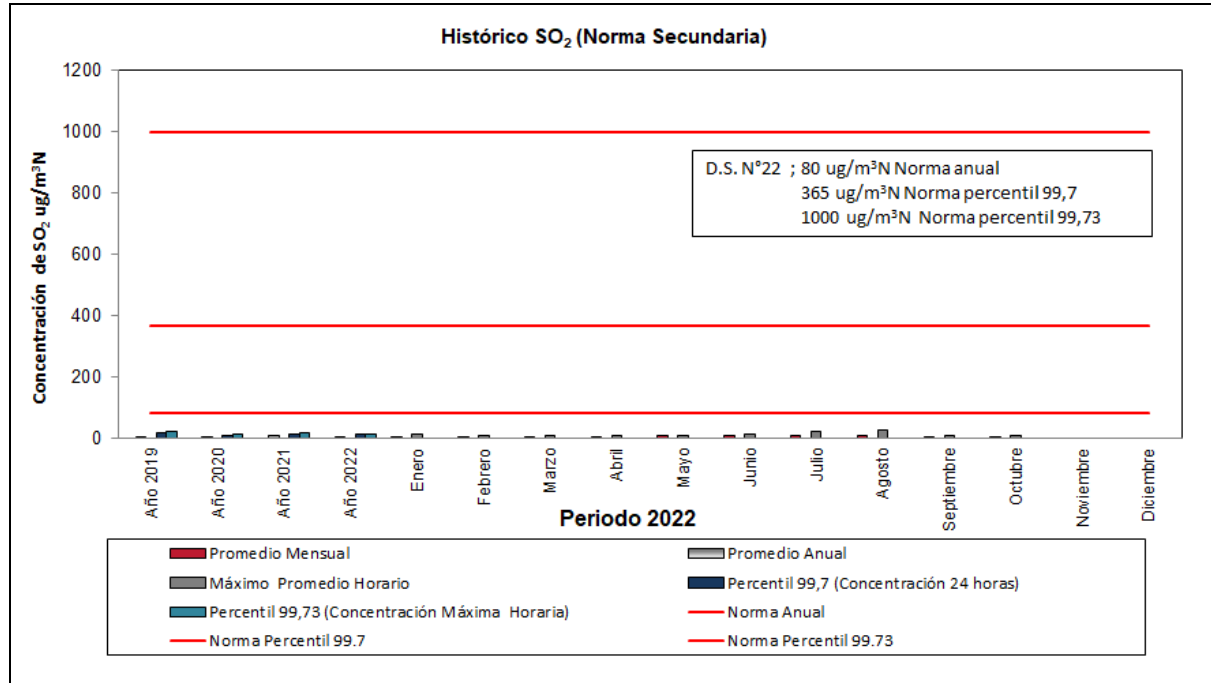 Histórico SO₂ (Norma Secundaria)
1200
1000
800
600
400
200
0
Concentración de SO₂ ug/m³N
D.S. N°22 ; 80 ug/m³N Norma anual
365 ug/m³N Norma percentil 99,7
1000 ug/m³N Norma percentil 99,73
Año 2019
Año 2020
Año 2021
Año 2022
Enero
Febrero
Marzo
Abril
Mayo
Junio
Julio
Agosto
Septiembre
Octubre
Noviembre
Diciembre
Periodo 2022
Promedio Mensual
Promedio Anual
Máximo Promedio Horario
Percentil 99,7 (Concentración 24 horas)
Percentil 99,73 (Concentración Máxima Horaria)
Norma Anual
Norma Percentil 99.7
Norma Percentil 99.73